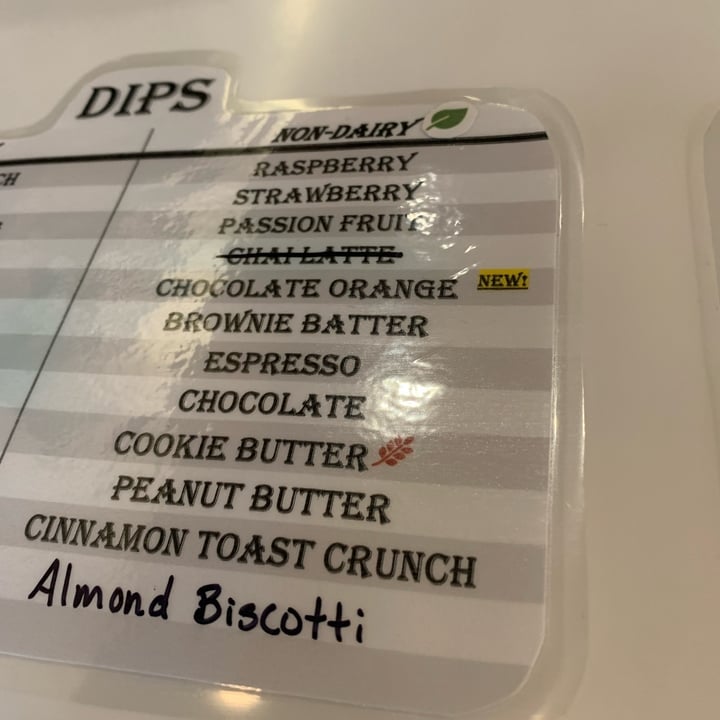 DIPS
NON-DAIRY
RASPBERRY
STRAWBERRY
PASSION FRUIT
CHAI LATTE
CHOCOLATE ORANGE NEW!
BROWNIE BATTER
ESPRESSO
CHOCOLATE
COOKIE BUTTER
PEANUT BUTTER
CINNAMON TOAST CRUNCH
Almond Biscotti